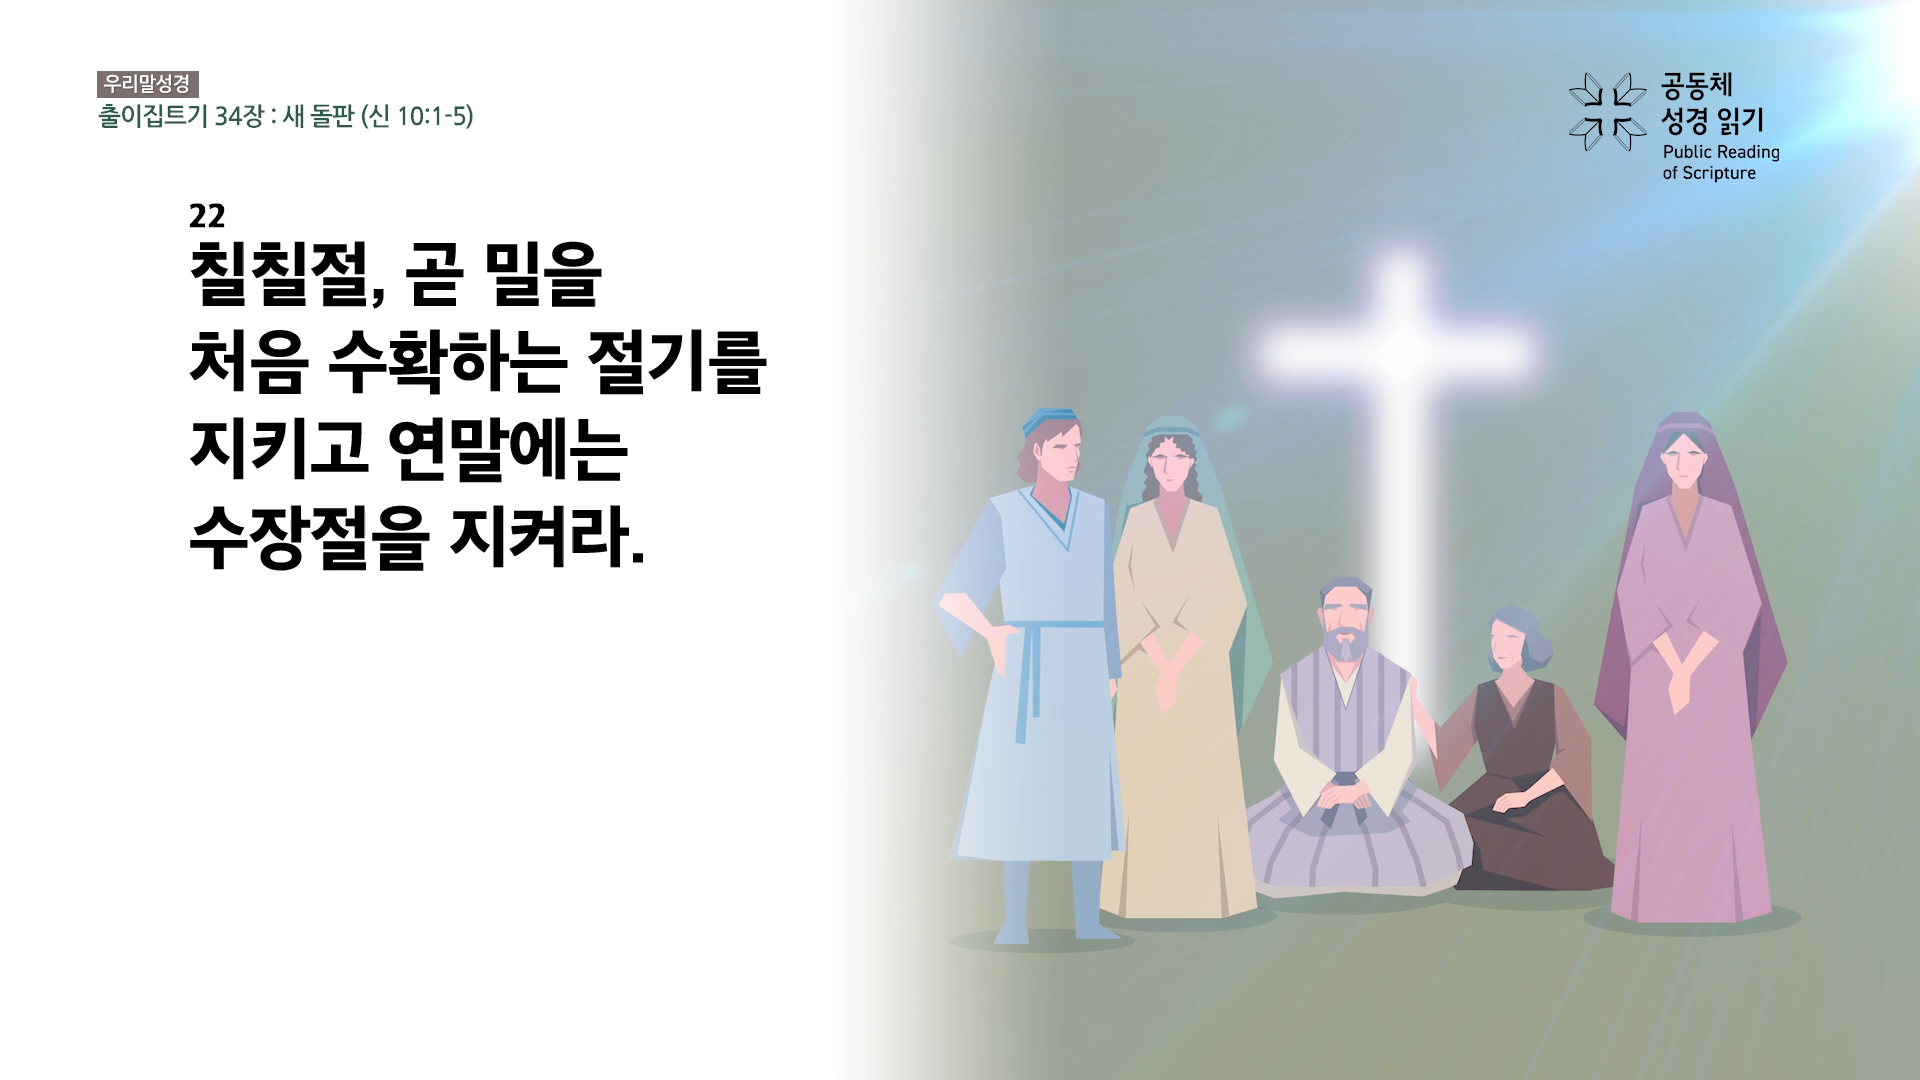 우리말성경
출이집트기 34장 : 새 돌판 (신 10:1-5)
22
칠칠절, 곧 밀을
처음 수확하는 절기를
지키고 연말에는
수장절을 지켜라.
공동체
성경 읽기
Public Reading
of Scripture